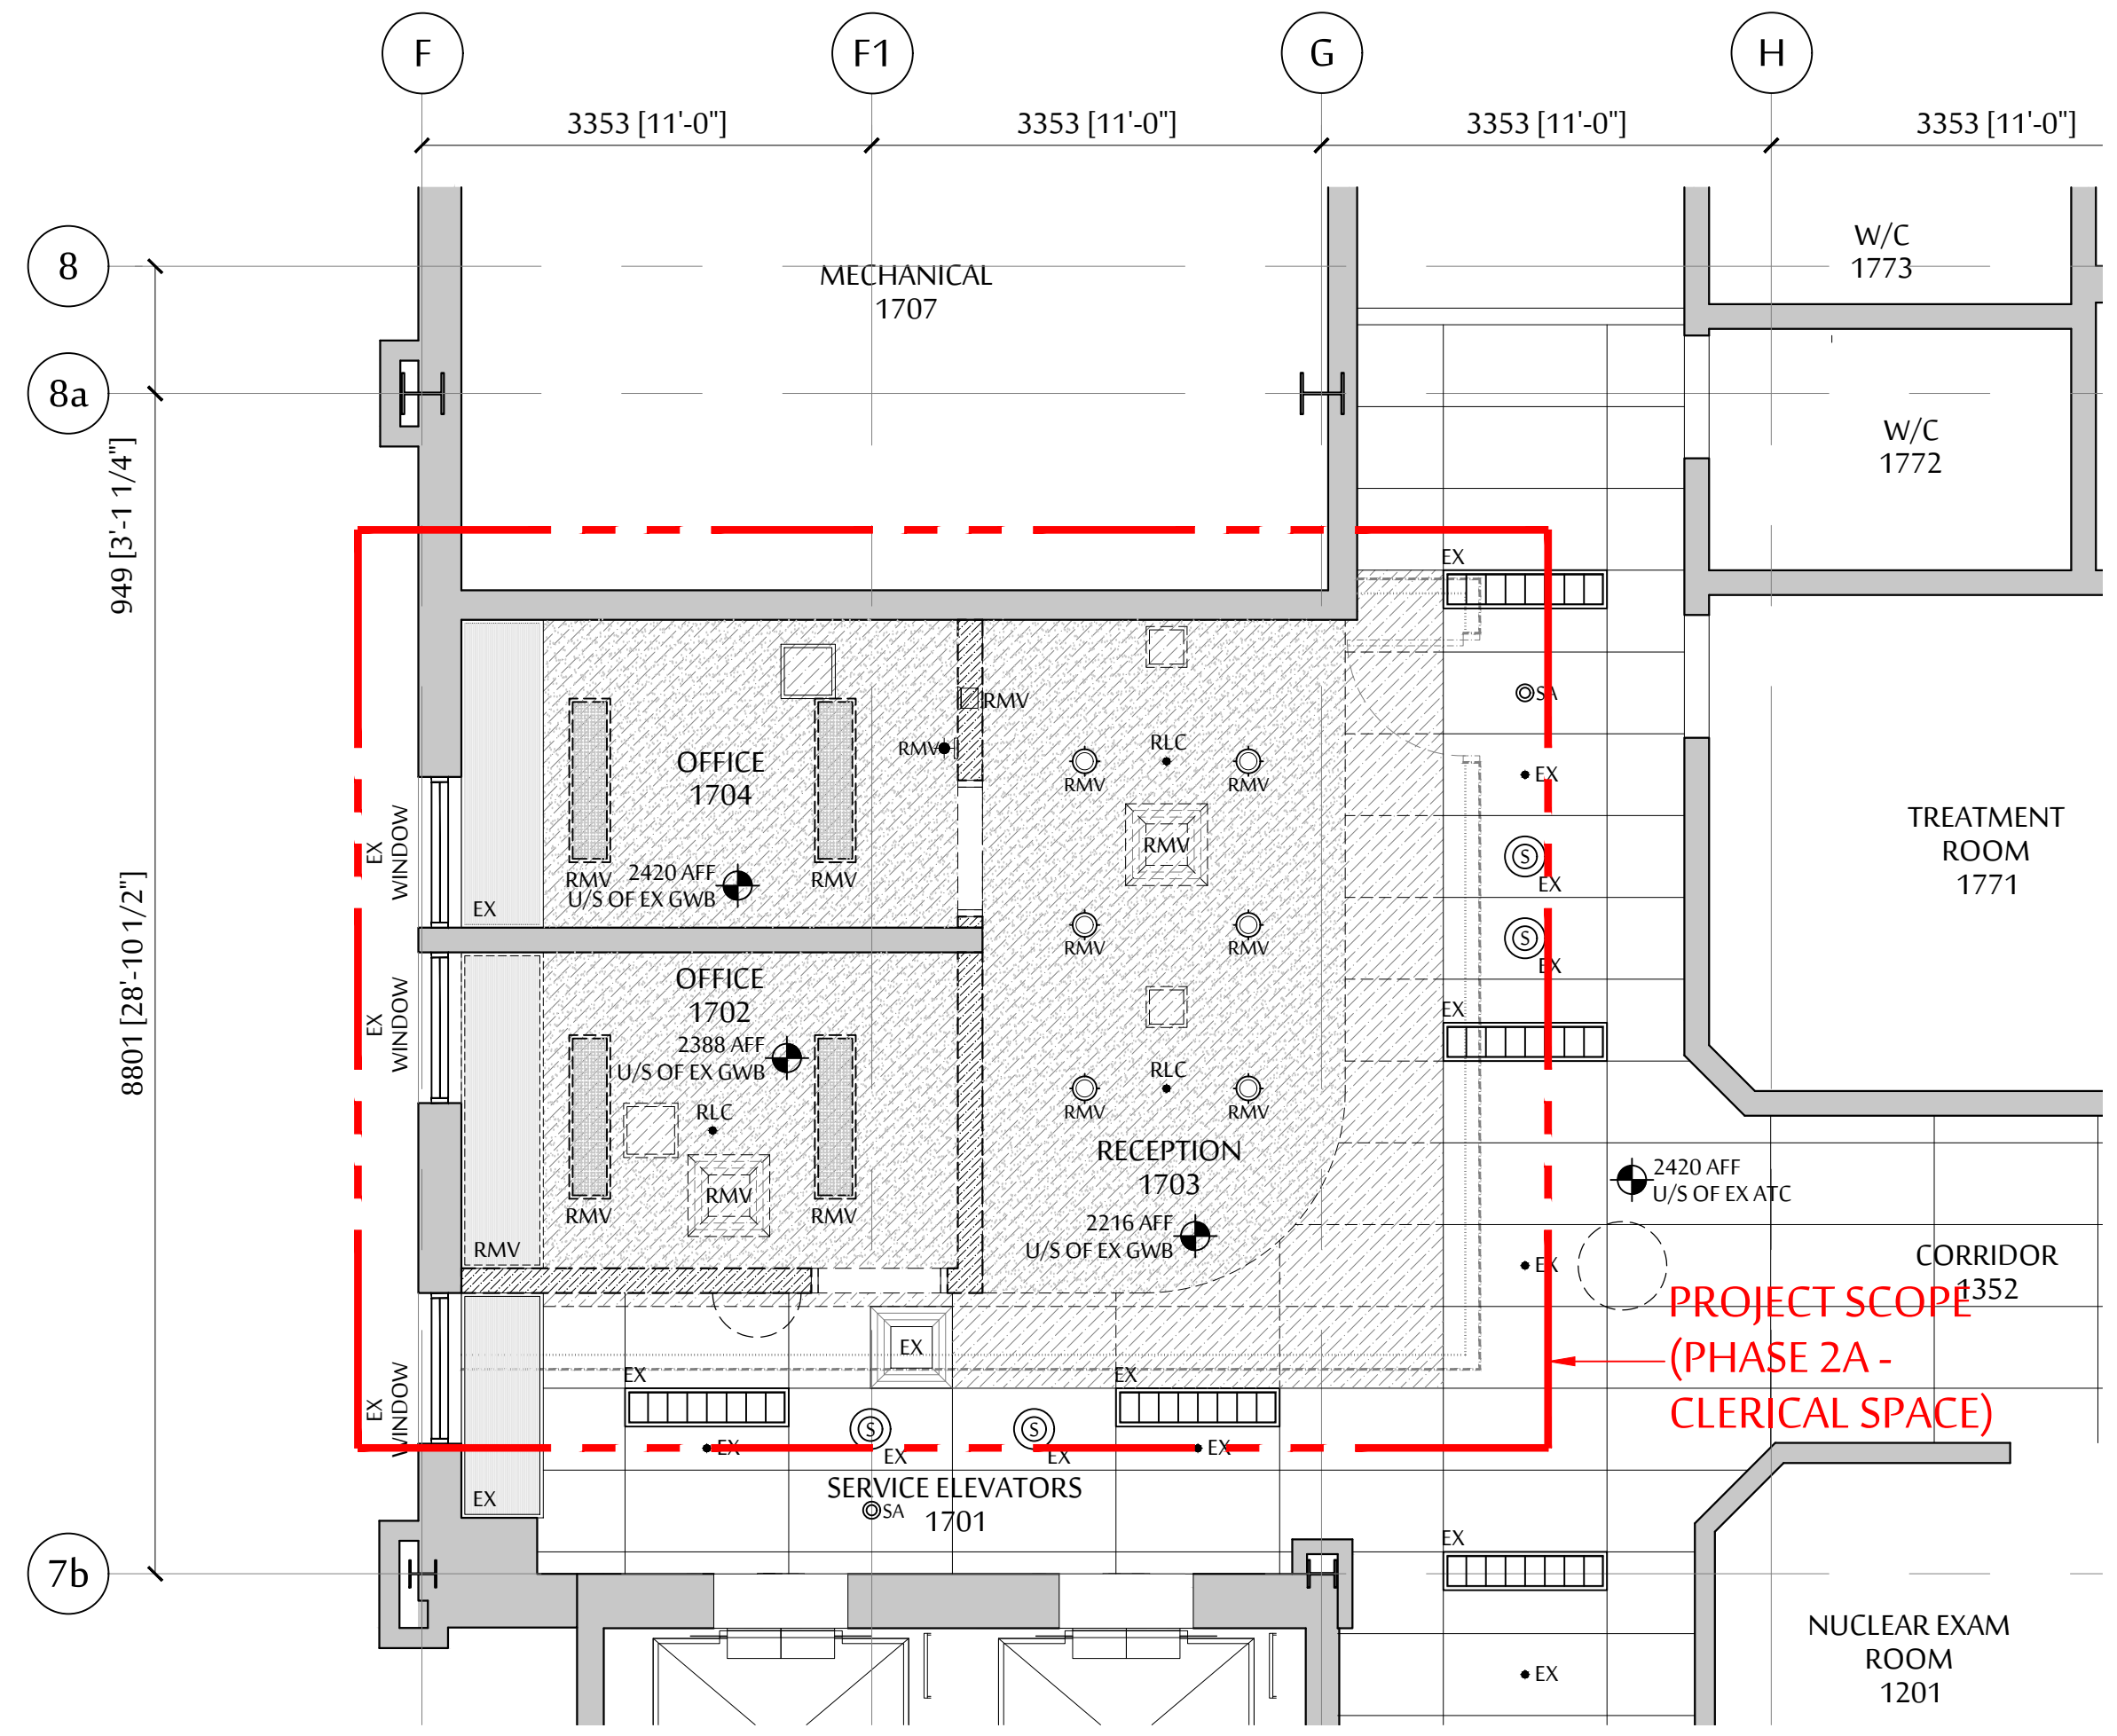 F
F1
G
H
3353 [11'-0"]
3353 [11'-0"]
3353 [11'-0"]
3353 [11'-0"]
8
8a
7b
949 [3'-1 1/4"]
8801 [28'-10 1/2"]
MECHANICAL
1707
W/C
1773
W/C
1772
EX
SA
EX
S
EX
S
EX
EX
TREATMENT
ROOM
1771
RMV
RMV
OFFICE
1704
RLC
RMV
RMV
RMV
RMV
RMV
2420 AFF
U/S OF EX GWB
RMV
EX
EX
WINDOW
RMV
RMV
OFFICE
1702
2388 AFF
U/S OF EX GWB
EX
WINDOW
RLC
RLC
RMV
RMV
RMV
RMV
RMV
RMV
RECEPTION
1703
2216 AFF
U/S OF EX GWB
2420 AFF
U/S OF EX ATC
EX
CORRIDOR
1352
PROJECT SCOPE
(PHASE 2A -
CLERICAL SPACE)
EX
EX
EX
EX
WINDOW
S
S
EX
EX
EX
EX
EX
SERVICE ELEVATORS
1701
SA
EX
EX
NUCLEAR EXAM
ROOM
1201